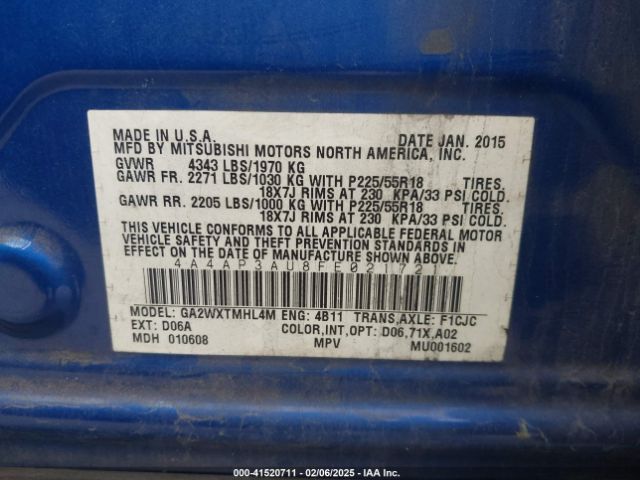 MADE IN U.S.A. DATE JAN. 2015
MFD BY MITSUBISHI MOTORS NORTH AMERICA, INC.
GVWR 4343 LBS/1970 KG
GAWR FR. 2271 LBS/1030 KG WITH P225/55R18 TIRES,
18X7J RIMS AT 230 KPA/33 PSI COLD.
GAWR RR. 2205 LBS/1000 KG WITH P225/55R18 TIRES,
18X7J RIMS AT 230 KPA/33 PSI COLD.
THIS VEHICLE CONFORMS TO ALL APPLICABLE FEDERAL MOTOR
VEHICLE SAFETY AND THEFT PREVENTION STANDARDS IN
EFFECT ON THE DATE OF MANUFACTURE SHOWN ABOVE.
4A4AP3AU8FE021721
MODEL: GA2WXTMHL4M ENG: 4B11 TRANS,AXLE: F1CJC
EXT: D06A COLOR,INT,OPT: D06,71X,A02
MDH 010608 MPV MU001602
000-41520711 - 02/06/2025 - IAA Inc.